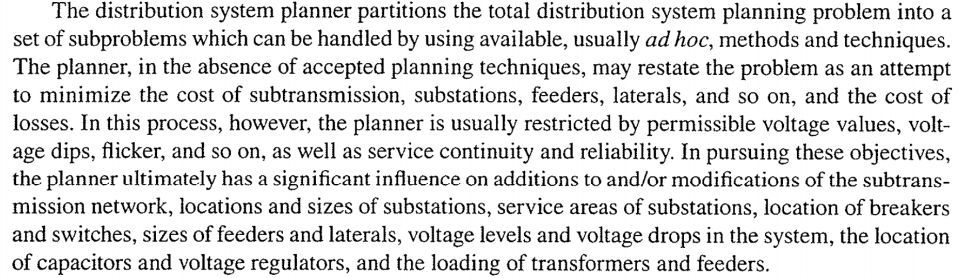 The distribution system planner partitions the total distribution system planning problem into a
set of subproblems which can be handled by using available, usually ad hoc, methods and techniques.
The planner, in the absence of accepted planning techniques, may restate the problem as an attempt
to minimize the cost of subtransmission, substations, feeders, laterals, and so on, and the cost of
losses. In this process, however, the planner is usually restricted by permissible voltage values, volt-
age dips, flicker, and so on, as well as service continuity and reliability. In pursuing these objectives,
the planner ultimately has a significant influence on additions to and/or modifications of the subtrans-
mission network, locations and sizes of substations, service areas of substations, location of breakers
and switches, sizes of feeders and laterals, voltage levels and voltage drops in the system, the location
of capacitors and voltage regulators, and the loading of transformers and feeders.